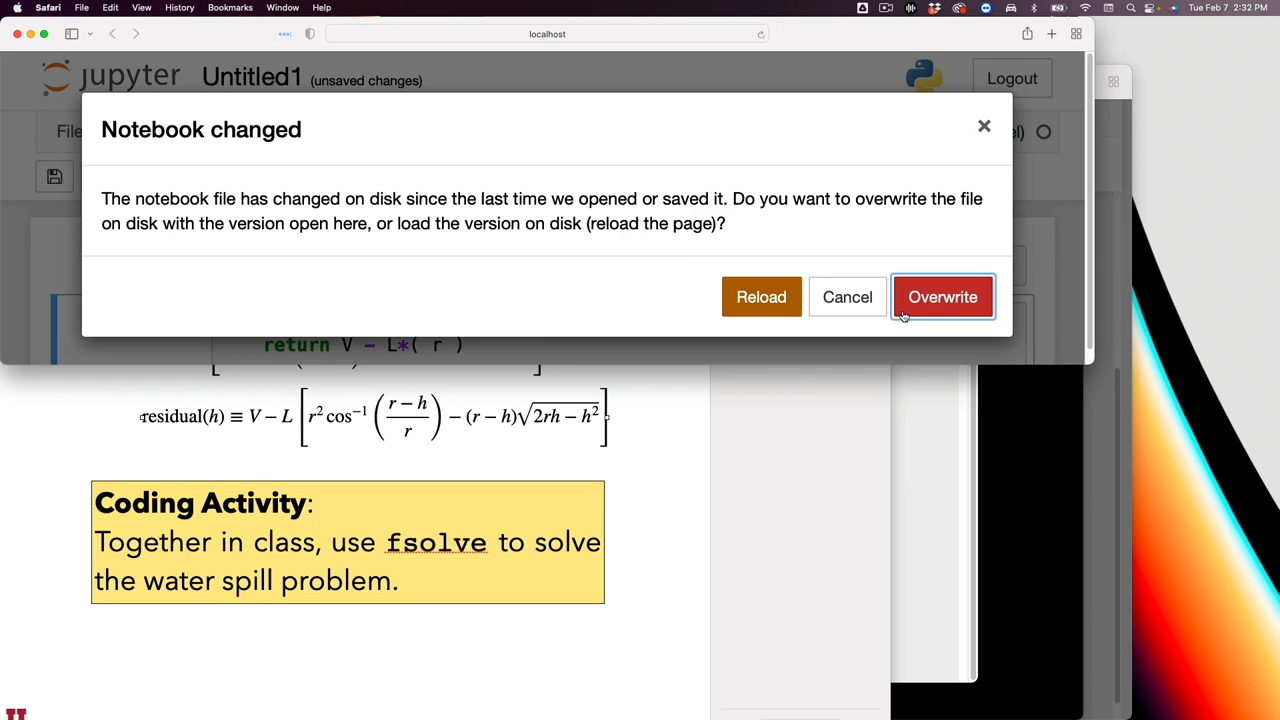 Safari File Edit View History Bookmarks Window Help Tue Feb 7 2:32 PM
localhost
jupyter Untitled1 (unsaved changes) Logout
File
Notebook changed
The notebook file has changed on disk since the last time we opened or saved it. Do you want to overwrite the file
on disk with the version open here, or load the version on disk (reload the page)?
Reload Cancel Overwrite
return V - L*( r )
residual(h) ≡ V − L [ r² cos⁻¹ ( (r − h) / r ) − (r − h)√(2rh − h²) ]
Coding Activity:
Together in class, use fsolve to solve
the water spill problem.